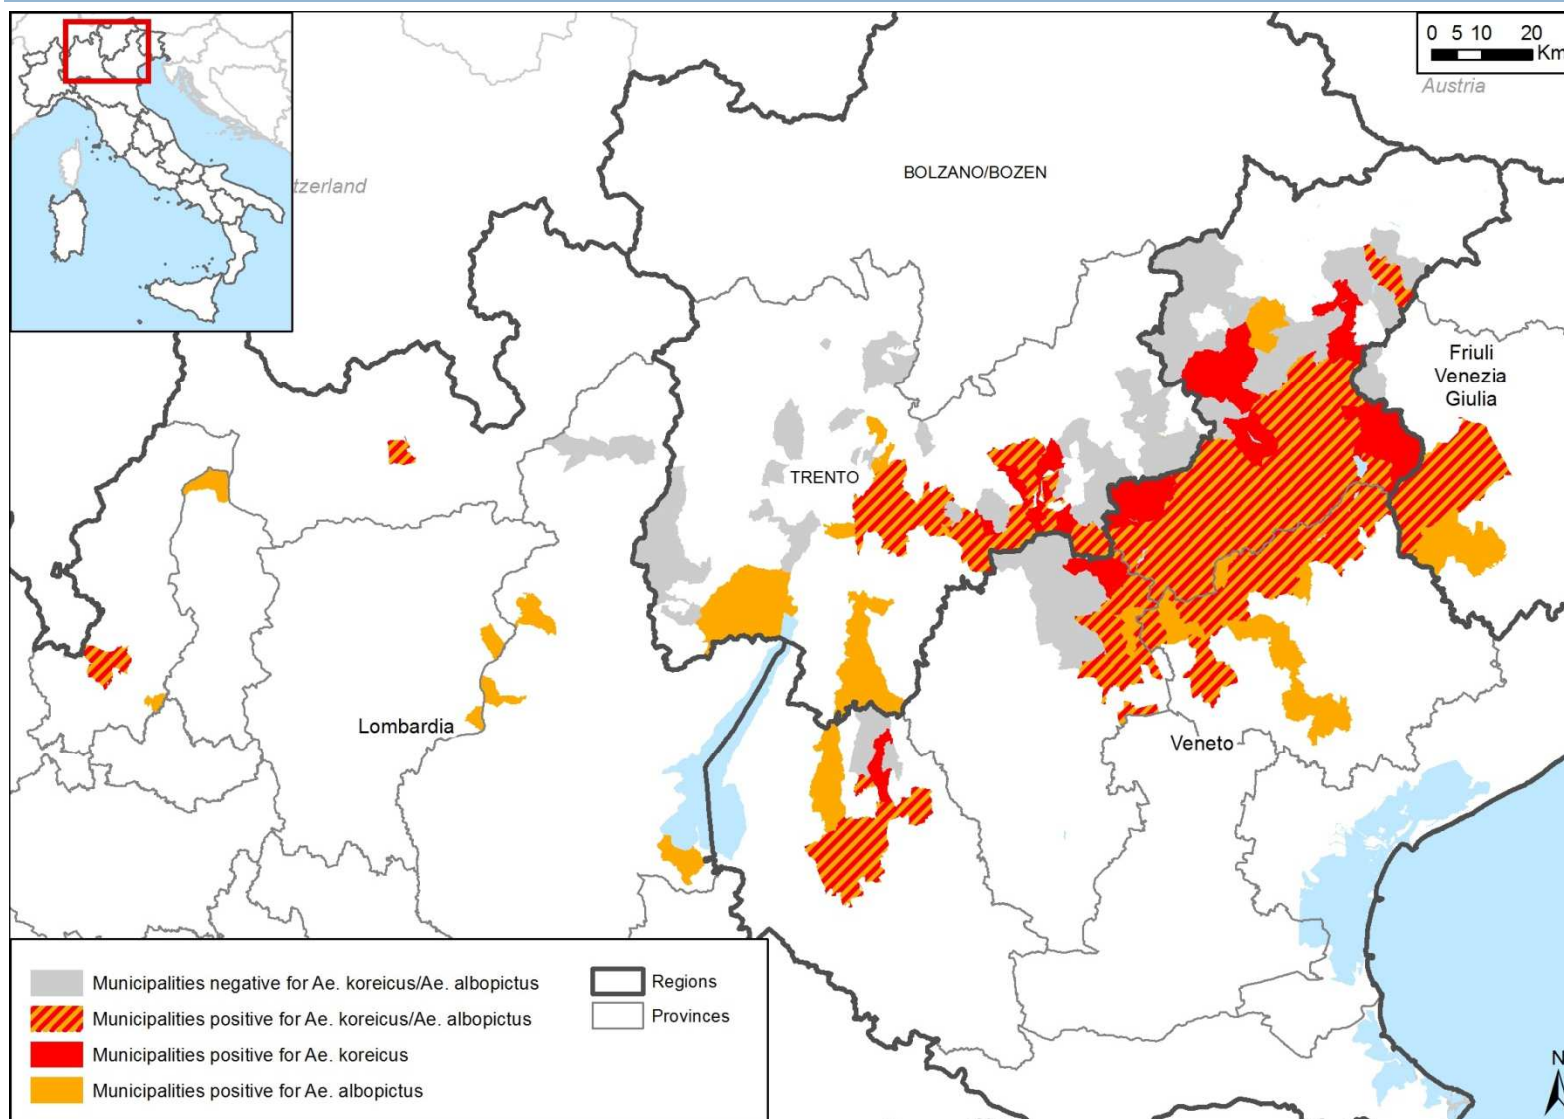 0 5 10 20
Km
Austria
tzerland
BOLZANO/BOZEN
Friuli
Venezia
Giulia
TRENTO
Lombardia
Veneto
Municipalities negative for Ae. koreicus/Ae. albopictus
Municipalities positive for Ae. koreicus/Ae. albopictus
Municipalities positive for Ae. koreicus
Municipalities positive for Ae. albopictus
Regions
Provinces
N